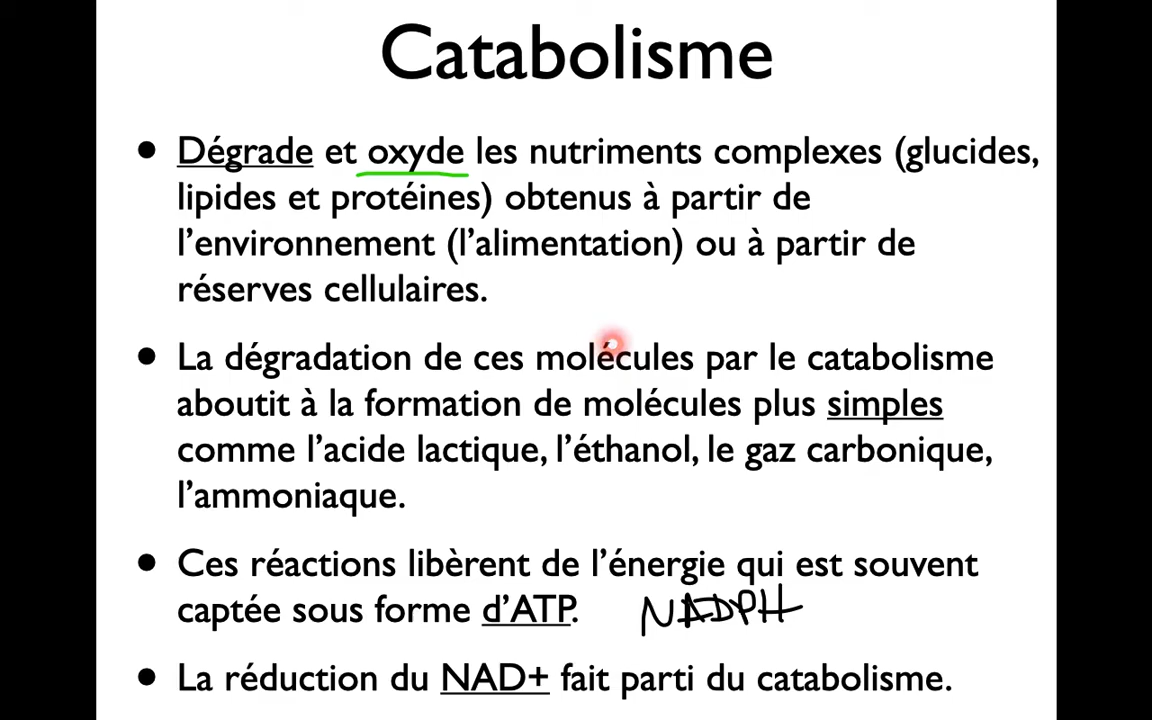 Catabolisme
• Dégrade et oxyde les nutriments complexes (glucides,
lipides et protéines) obtenus à partir de
l’environnement (l’alimentation) ou à partir de
réserves cellulaires.
• La dégradation de ces molécules par le catabolisme
aboutit à la formation de molécules plus simples
comme l’acide lactique, l’éthanol, le gaz carbonique,
l’ammoniaque.
• Ces réactions libèrent de l’énergie qui est souvent
captée sous forme d’ATP. NADPH
• La réduction du NAD+ fait parti du catabolisme.